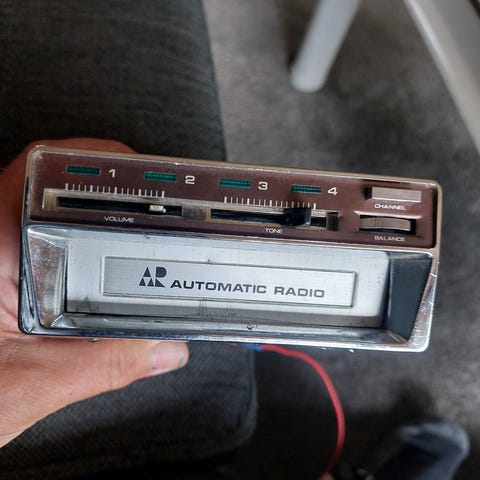 1 2 3 4
CHANNEL
VOLUME TONE BALANCE
AR AUTOMATIC RADIO